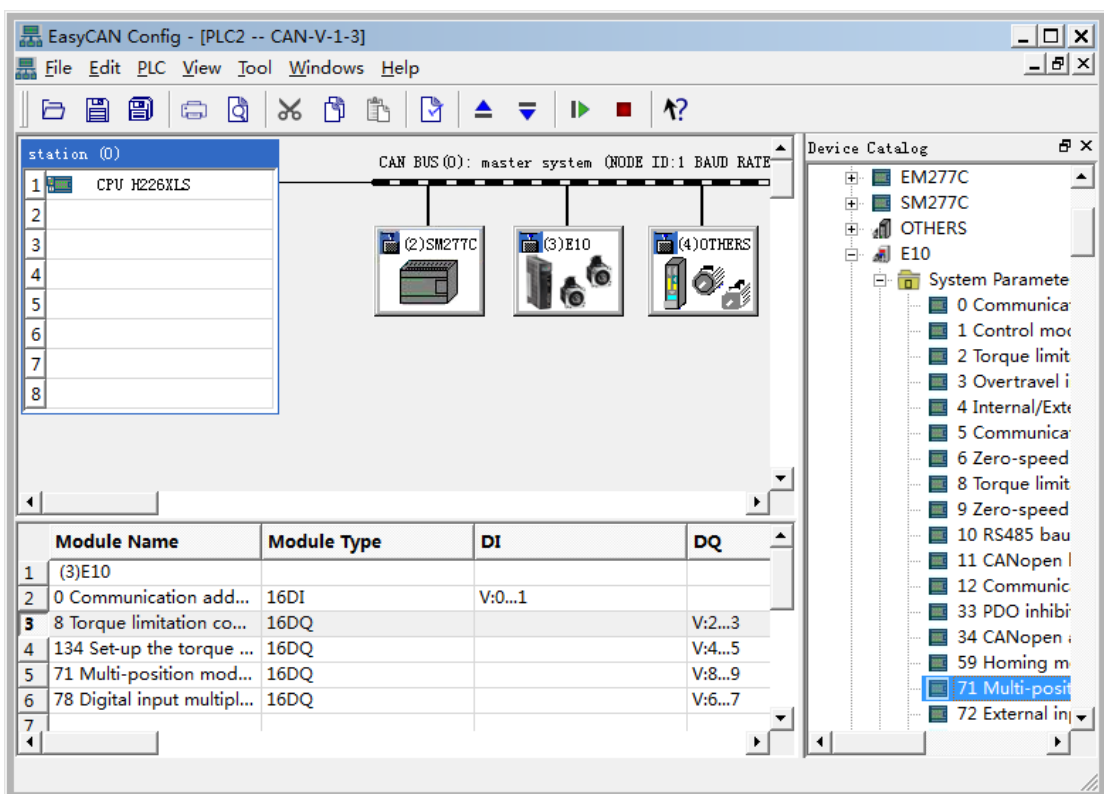 EasyCAN Config - [PLC2 -- CAN-V-1-3]
File Edit PLC View Tool Windows Help
station (0)
1 CPU H226XLS
2
3
4
5
6
7
8
CAN BUS(0): master system (NODE ID:1 BAUD RATE
(2)SM277C
(3)E10
(4)OTHERS
Device Catalog
EM277C
SM277C
OTHERS
E10
System Paramete
0 Communica
1 Control mod
2 Torque limit
3 Overtravel i
4 Internal/Exte
5 Communica
6 Zero-speed
8 Torque limit
9 Zero-speed
10 RS485 bau
11 CANopen
12 Communic
33 PDO inhibi
34 CANopen
59 Homing m
71 Multi-posit
72 External in
Module Name Module Type DI DQ
1 (3)E10
2 0 Communication add... 16DI V:0...1
3 8 Torque limitation co... 16DQ V:2...3
4 134 Set-up the torque ... 16DQ V:4...5
5 71 Multi-position mod... 16DQ V:8...9
6 78 Digital input multipl... 16DQ V:6...7
7